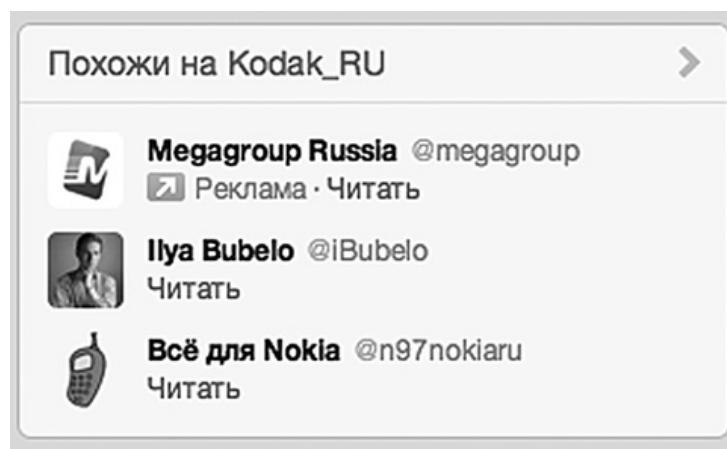 Похожи на Kodak_RU
Megagroup Russia @megagroup
Реклама · Читать
Ilya Bubelo @iBubelo
Читать
Всё для Nokia @n97nokiaru
Читать